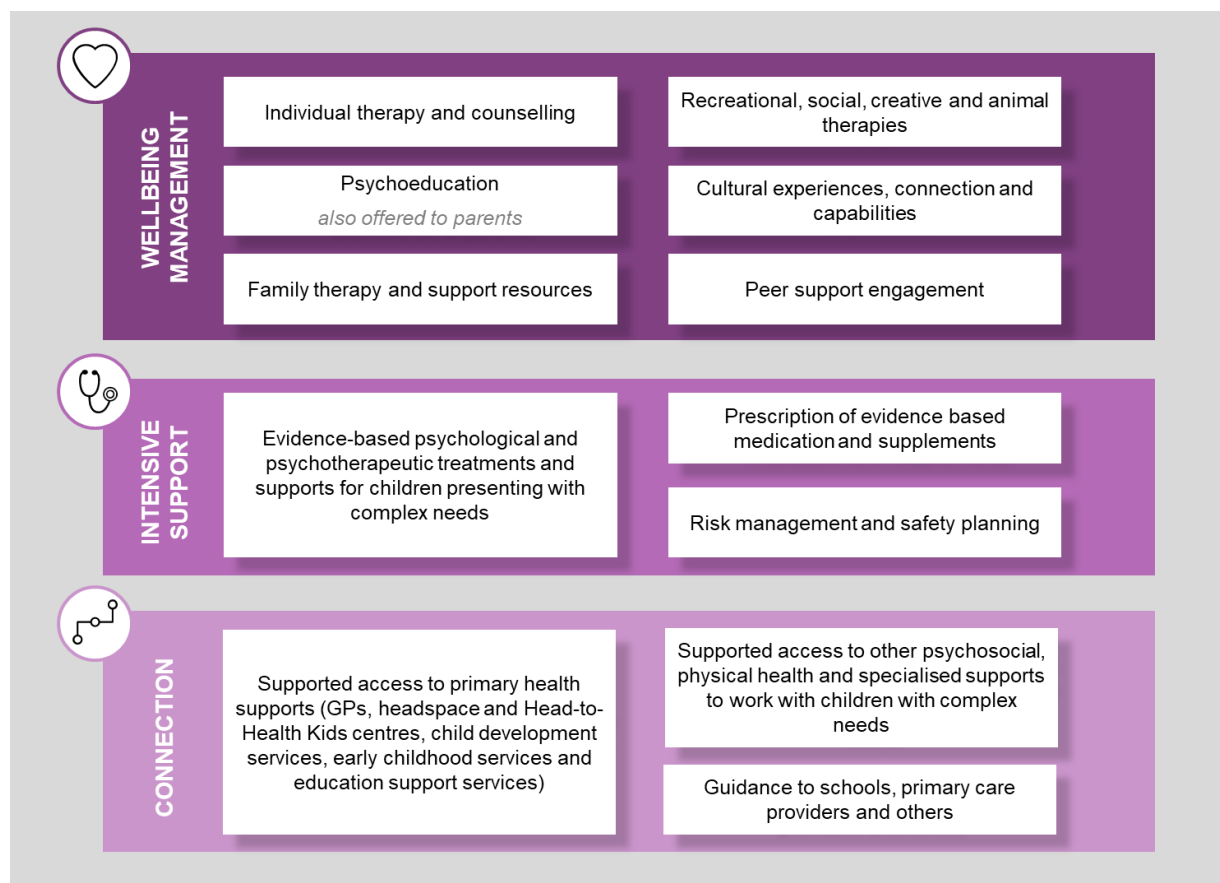 WELLBEING
MANAGEMENT
Individual therapy and counselling
Recreational, social, creative and animal
therapies
Psychoeducation
also offered to parents
Cultural experiences, connection and
capabilities
Family therapy and support resources
Peer support engagement
INTENSIVE
SUPPORT
Evidence-based psychological and
psychotherapeutic treatments and
supports for children presenting with
complex needs
Prescription of evidence based
medication and supplements
Risk management and safety planning
CONNECTION
Supported access to primary health
supports (GPs, headspace and Head-to-
Health Kids centres, child development
services, early childhood services and
education support services)
Supported access to other psychosocial,
physical health and specialised supports
to work with children with complex
needs
Guidance to schools, primary care
providers and others